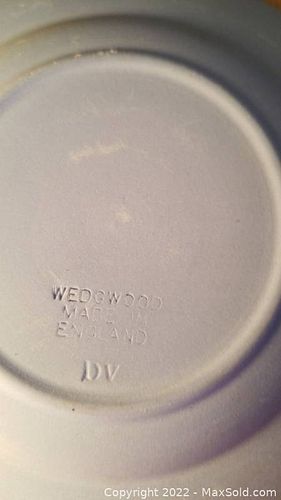 WEDGWOOD
MADE IN
ENGLAND
DV
Copyright 2022 - MaxSold.com